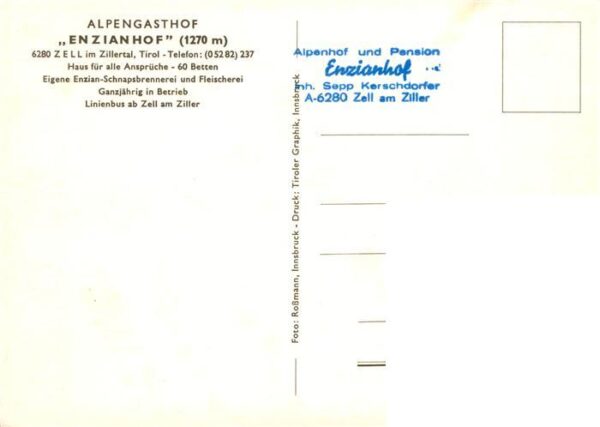 ALPENGASTHOF
„ENZIANHOF” (1270 m)
6280 ZELL im Zillertal, Tirol - Telefon: (05282) 237
Haus für alle Ansprüche - 60 Betten
Eigene Enzian-Schnapsbrennerei und Fleischerei
Ganzjährig in Betrieb
Linienbus ab Zell am Ziller
Foto: Roßmann, Innsbruck - Druck: Tiroler Graphik, Innsbruck
Alpenhof und Pension
Enzianhof
Inh. Sepp Kerschdorfer
A-6280 Zell am Ziller